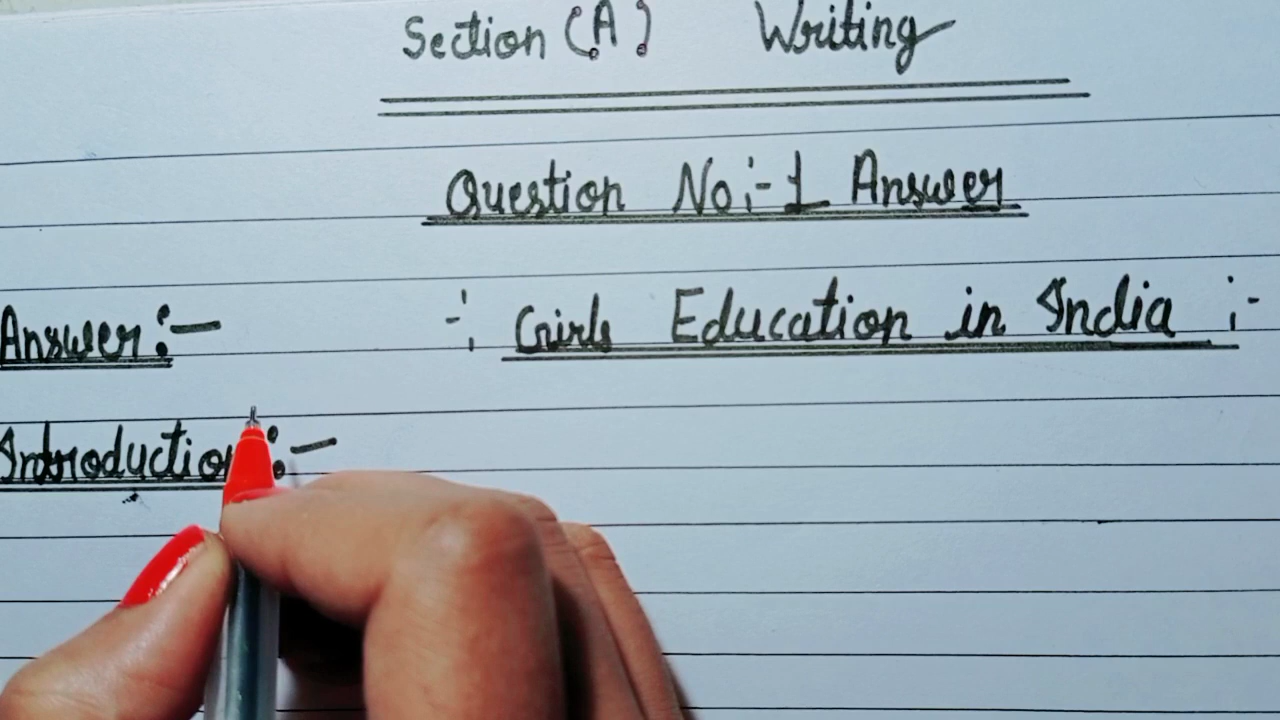 Section (A) Writing
Question No:-1 Answer
Answer:- -: Girls Education in India :-
Introduction:-